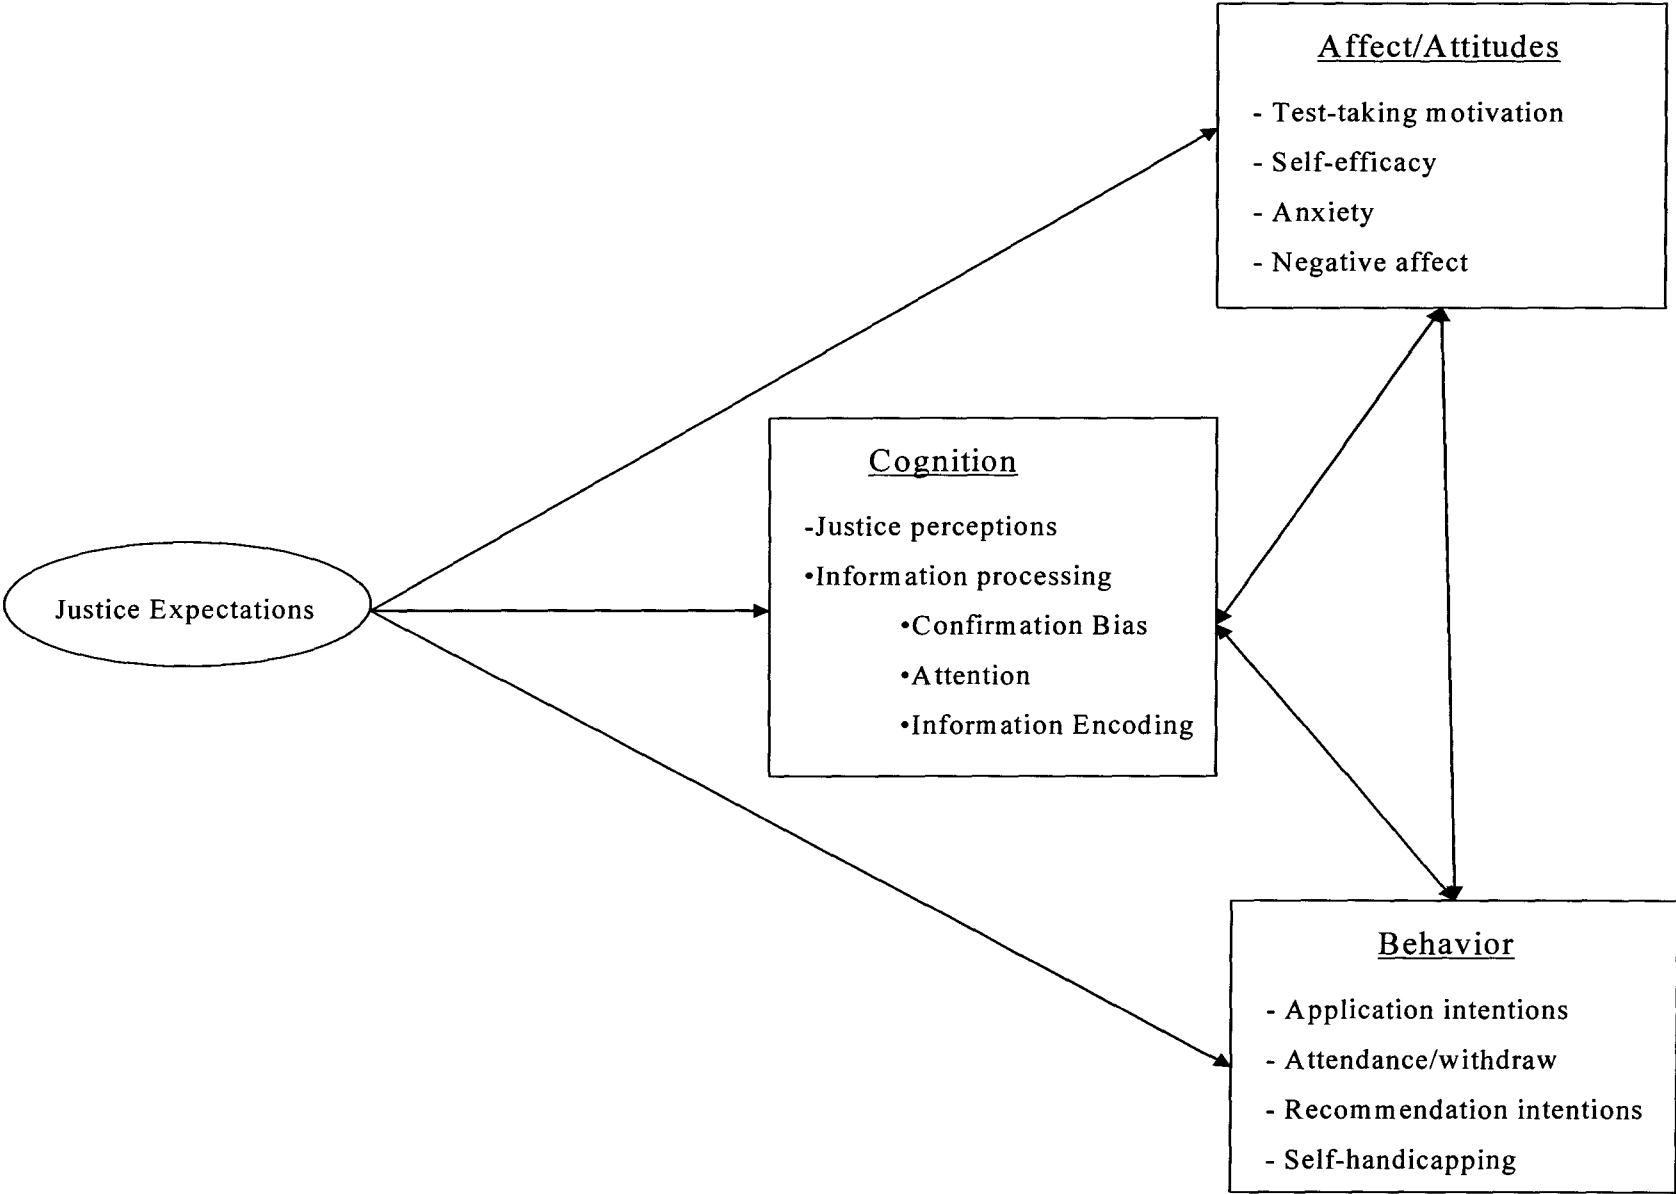 Affect/Attitudes
- Test-taking motivation
- Self-efficacy
- Anxiety
- Negative affect
Cognition
-Justice perceptions
•Information processing
•Confirmation Bias
•Attention
•Information Encoding
Justice Expectations
Behavior
- Application intentions
- Attendance/withdraw
- Recommendation intentions
- Self-handicapping